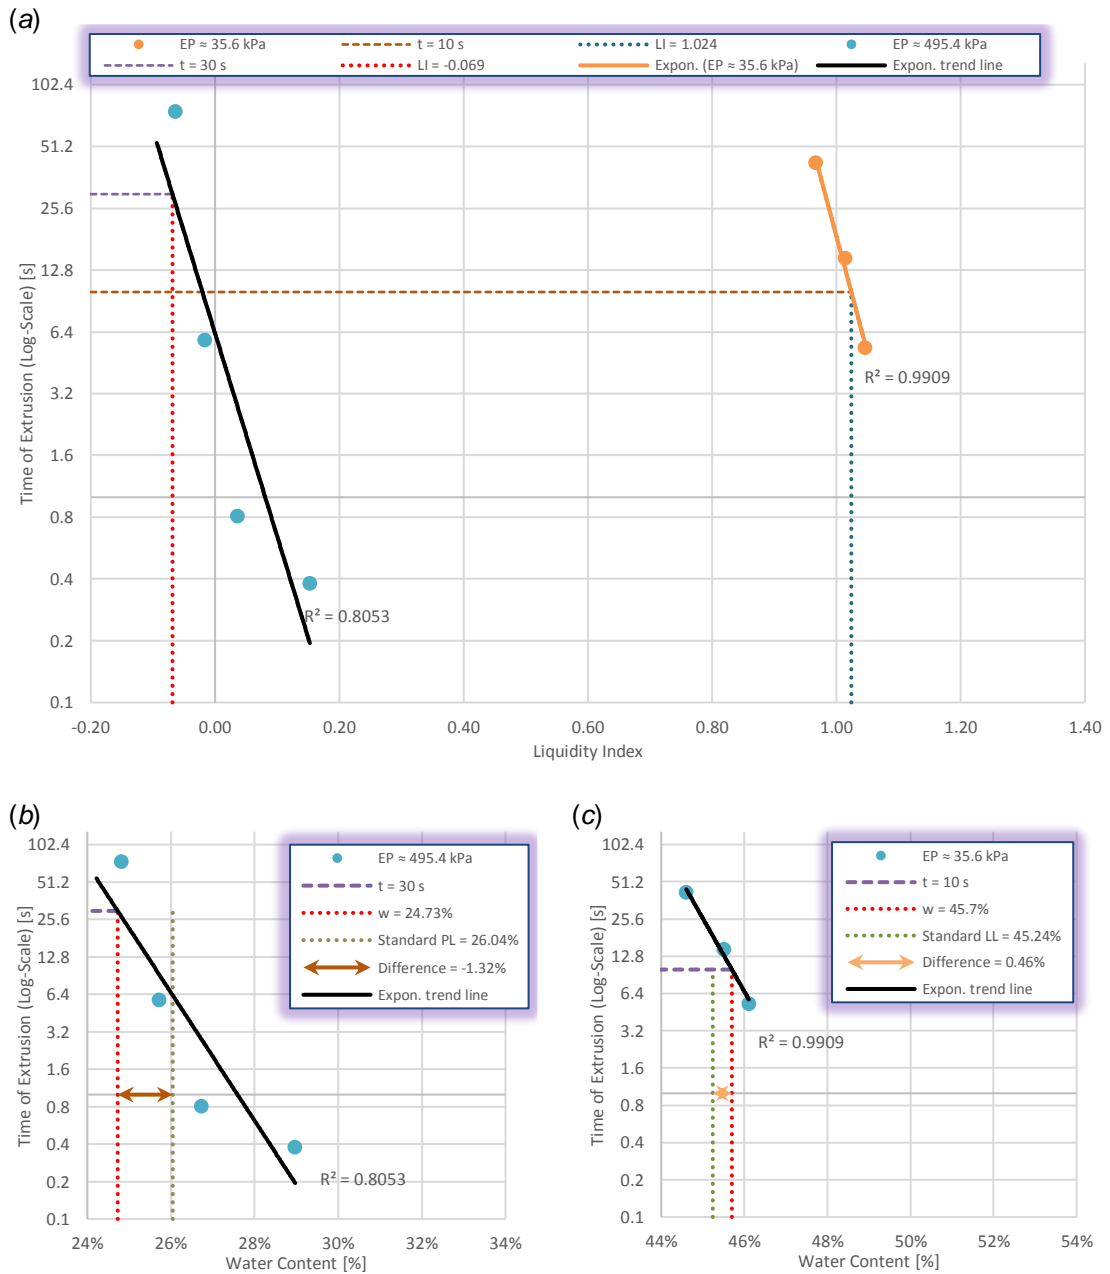 (a)
EP ≈ 35.6 kPa
t = 10 s
LI = 1.024
EP ≈ 495.4 kPa
t = 30 s
LI = -0.069
Expon. (EP ≈ 35.6 kPa)
Expon. trend line
Time of Extrusion (Log-Scale) [s]
102.4
51.2
25.6
12.8
6.4
3.2
1.6
0.8
0.4
0.2
0.1
R² = 0.9909
R² = 0.8053
-0.20 0.00 0.20 0.40 0.60 0.80 1.00 1.20 1.40
Liquidity Index
(b)
EP ≈ 495.4 kPa
t = 30 s
w = 24.73%
Standard PL = 26.04%
Difference = -1.32%
Expon. trend line
Time of Extrusion (Log-Scale) [s]
102.4
51.2
25.6
12.8
6.4
3.2
1.6
0.8
0.4
0.2
0.1
R² = 0.8053
24% 26% 28% 30% 32% 34%
Water Content [%]
(c)
EP ≈ 35.6 kPa
t = 10 s
w = 45.7%
Standard LL = 45.24%
Difference = 0.46%
Expon. trend line
Time of Extrusion (Log-Scale) [s]
102.4
51.2
25.6
12.8
6.4
3.2
1.6
0.8
0.4
0.2
0.1
R² = 0.9909
44% 46% 48% 50% 52% 54%
Water Content [%]